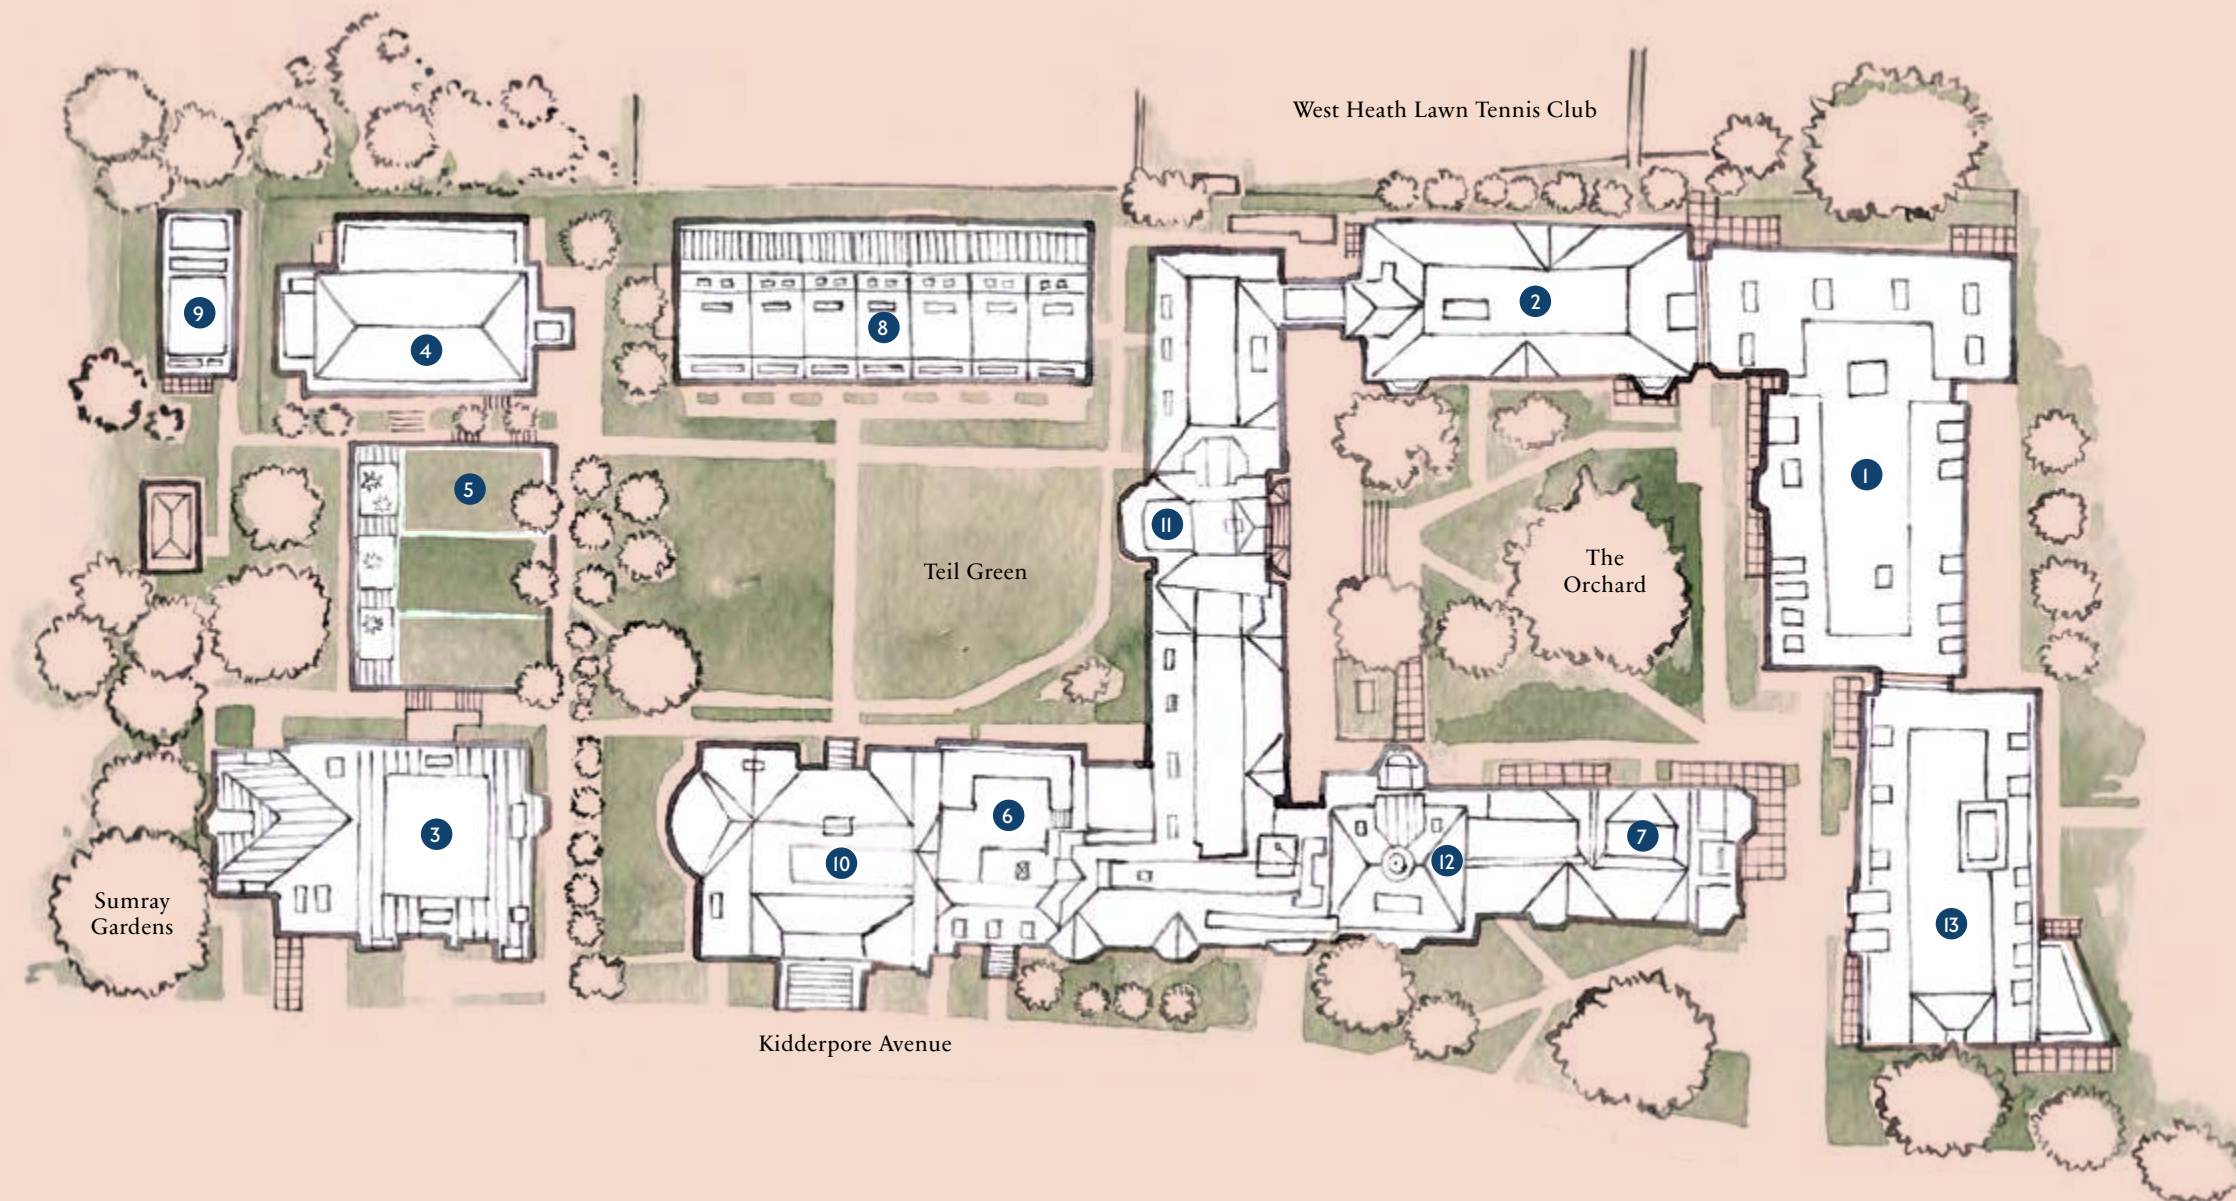 West Heath Lawn Tennis Club
9
4
8
2
5
11
Teil Green
The
Orchard
1
3
6
10
12
7
Sumray
Gardens
13
Kidderpore Avenue